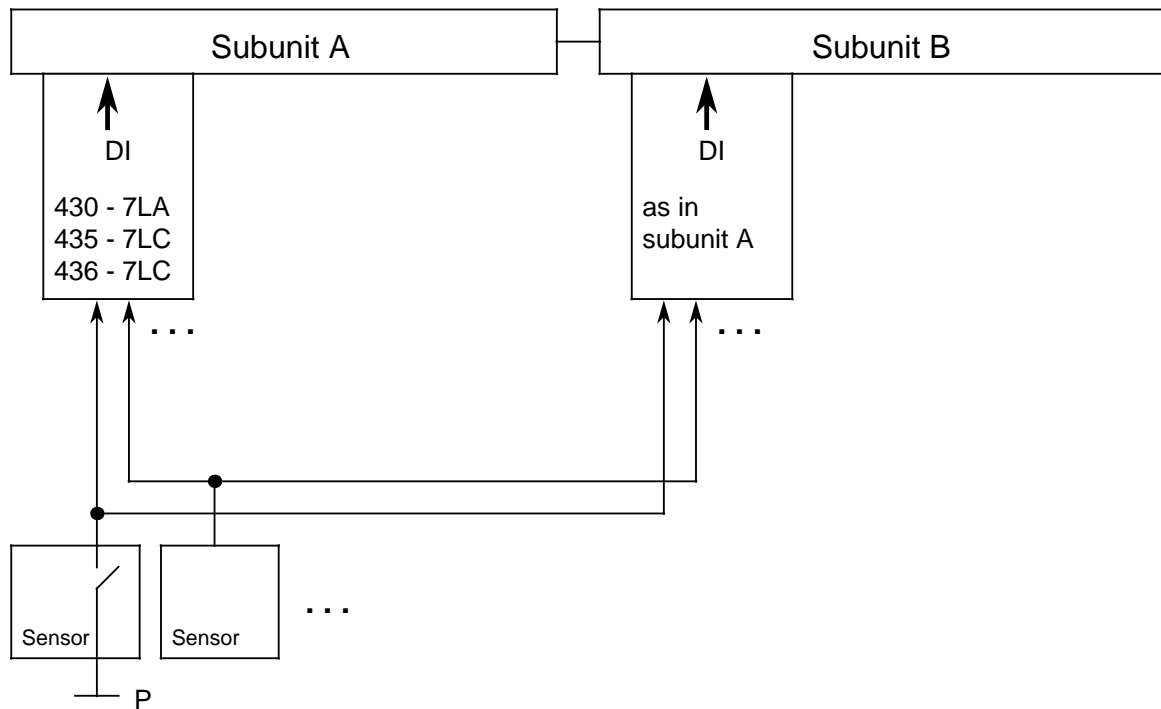 Subunit A
Subunit B
DI
430 - 7LA
435 - 7LC
436 - 7LC
. . .
DI
as in
subunit A
. . .
Sensor
Sensor
. . .
P